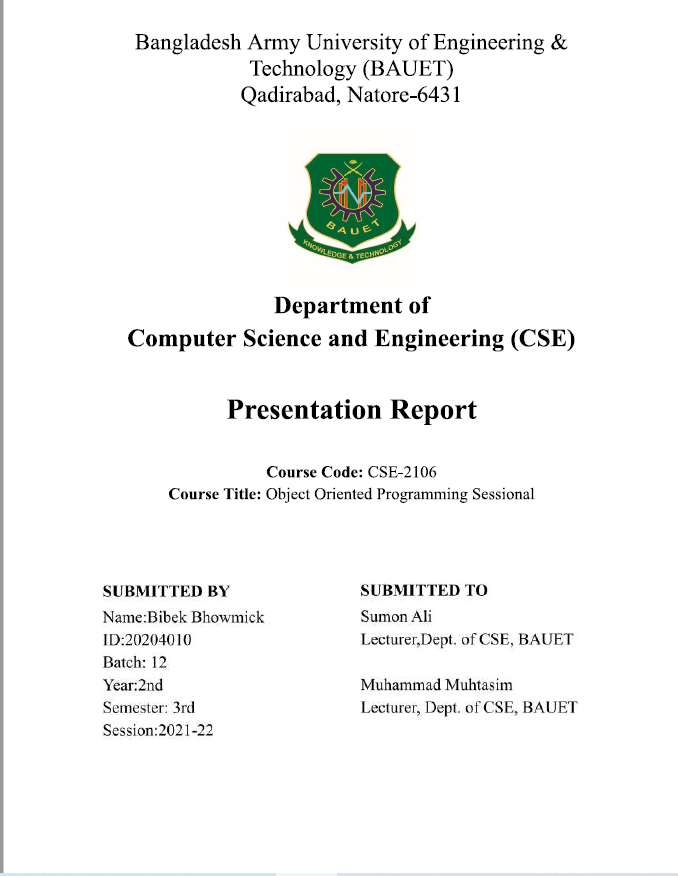 Bangladesh Army University of Engineering &
Technology (BAUET)
Qadirabad, Natore-6431
BAUET
KNOWLEDGE & TECHNOLOGY
Department of
Computer Science and Engineering (CSE)
Presentation Report
Course Code: CSE-2106
Course Title: Object Oriented Programming Sessional
SUBMITTED BY
Name:Bibek Bhowmick
ID:20204010
Batch: 12
Year:2nd
Semester: 3rd
Session:2021-22
SUBMITTED TO
Sumon Ali
Lecturer,Dept. of CSE, BAUET
Muhammad Muhtasim
Lecturer, Dept. of CSE, BAUET